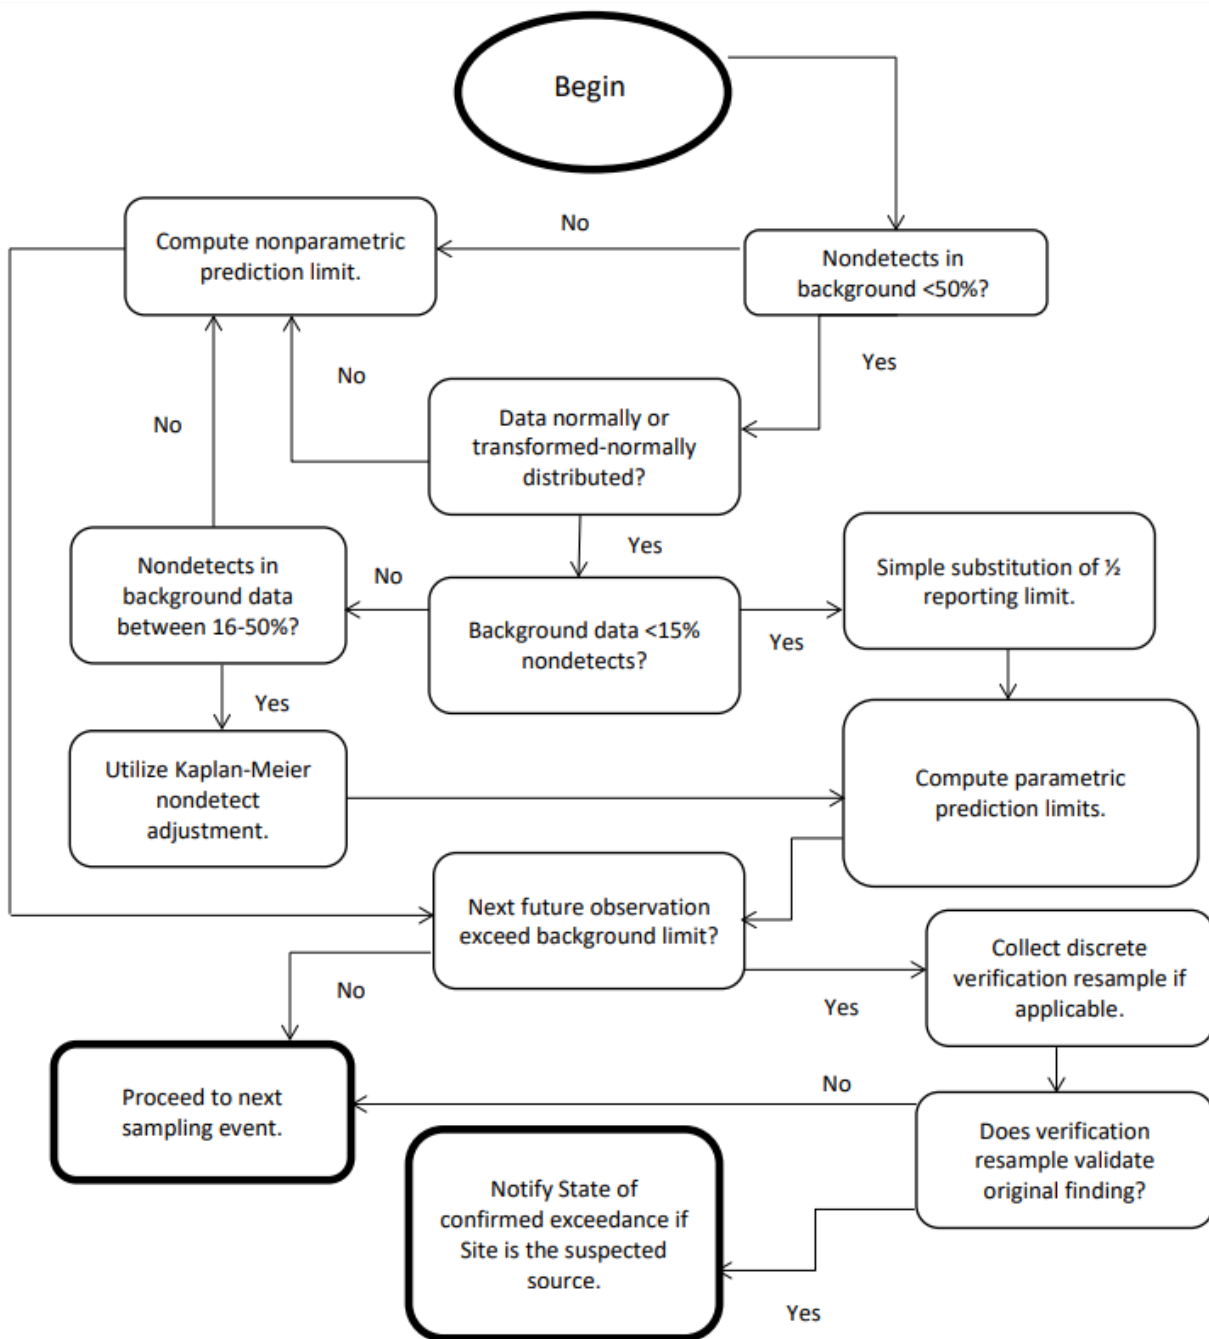 Begin
No
Compute nonparametric
prediction limit.
Nondetects in
background <50%?
Yes
No
Data normally or
transformed-normally
distributed?
No
Yes
Nondetects in
background data
between 16-50%?
No
Background data <15%
nondetects?
Yes
Simple substitution of ½
reporting limit.
Yes
Utilize Kaplan-Meier
nondetect
adjustment.
Compute parametric
prediction limits.
Next future observation
exceed background limit?
No
Yes
Collect discrete
verification resample if
applicable.
No
Proceed to next
sampling event.
Does verification
resample validate
original finding?
Notify State of
confirmed exceedance if
Site is the suspected
source.
Yes